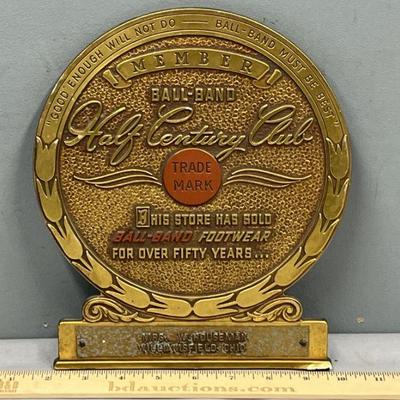 "GOOD ENOUGH WILL NOT DO — BALL-BAND MUST BE BEST"
MEMBER
BALL-BAND
Half Century Club
TRADE
MARK
THIS STORE HAS SOLD
BALL-BAND FOOTWEAR
FOR OVER FIFTY YEARS...
OHIO
bdauctions.com